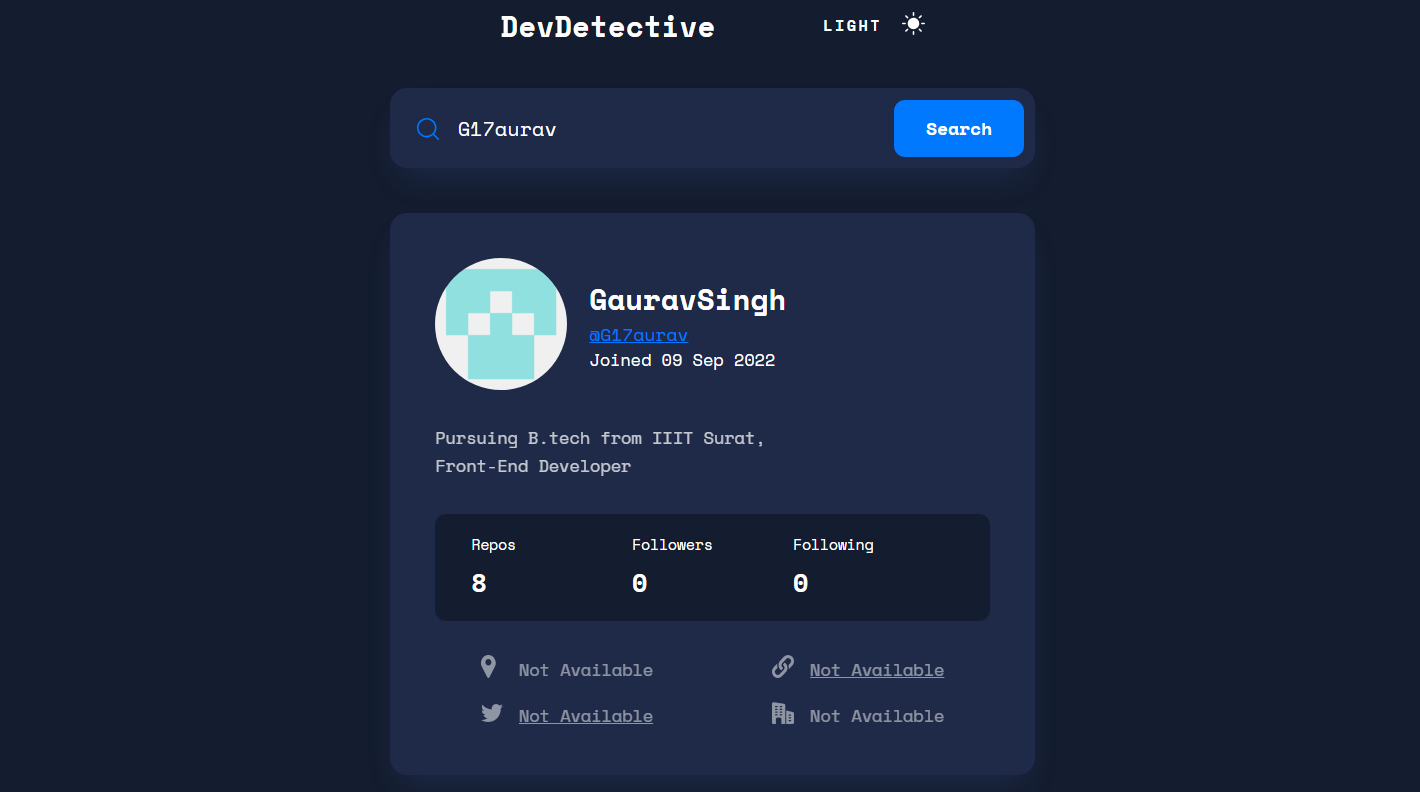 DevDetective
LIGHT
G17aurav
Search
GauravSingh
@G17aurav
Joined 09 Sep 2022
Pursuing B.tech from IIIT Surat,
Front-End Developer
Repos Followers Following
8 0 0
Not Available Not Available
Not Available Not Available